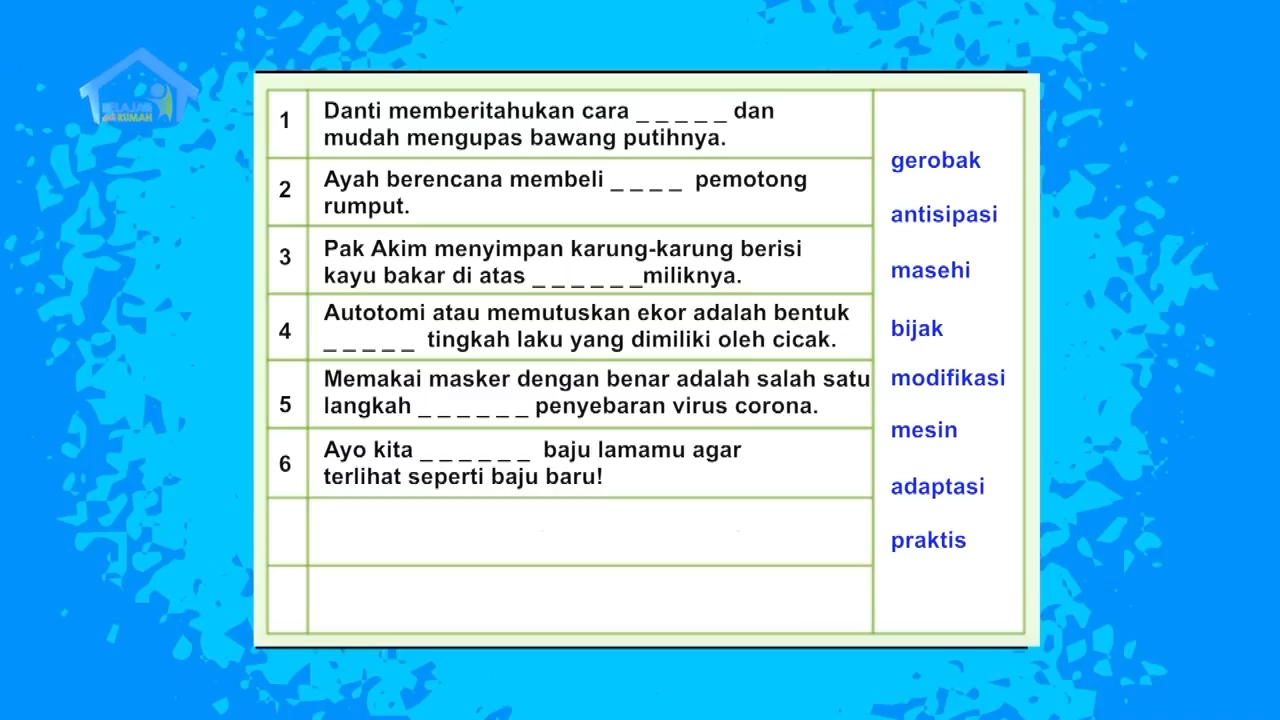 BELAJAR
dari RUMAH
1
Danti memberitahukan cara _ _ _ _ _ dan
mudah mengupas bawang putihnya.
2
Ayah berencana membeli _ _ _ _ pemotong
rumput.
3
Pak Akim menyimpan karung-karung berisi
kayu bakar di atas _ _ _ _ _ _miliknya.
4
Autotomi atau memutuskan ekor adalah bentuk
_ _ _ _ _ tingkah laku yang dimiliki oleh cicak.
5
Memakai masker dengan benar adalah salah satu
langkah _ _ _ _ _ _ penyebaran virus corona.
6
Ayo kita _ _ _ _ _ _ baju lamamu agar
terlihat seperti baju baru!
gerobak
antisipasi
masehi
bijak
modifikasi
mesin
adaptasi
praktis